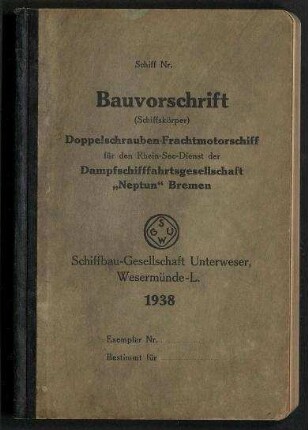 Schiff Nr.
Bauvorschrift
(Schiffskörper)
Doppelschrauben-Frachtmotorschiff
für den Rhein-See-Dienst der
Dampfschifffahrtsgesellschaft
„Neptun“ Bremen
S
G U
W
Schiffbau-Gesellschaft Unterweser,
Wesermünde-L.
1938
Exemplar Nr.
Bestimmt für